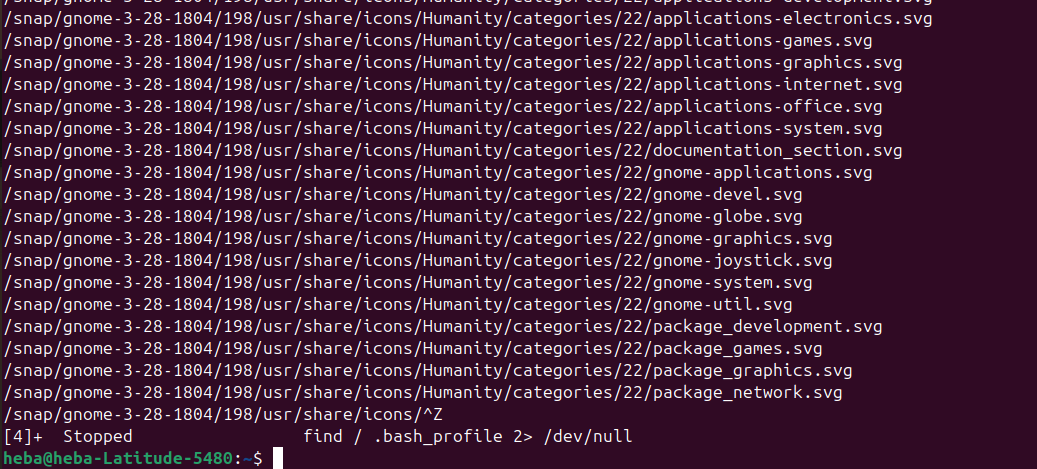 /snap/gnome-3-28-1804/198/usr/share/icons/Humanity/categories/22/applications-development.svg
/snap/gnome-3-28-1804/198/usr/share/icons/Humanity/categories/22/applications-electronics.svg
/snap/gnome-3-28-1804/198/usr/share/icons/Humanity/categories/22/applications-games.svg
/snap/gnome-3-28-1804/198/usr/share/icons/Humanity/categories/22/applications-graphics.svg
/snap/gnome-3-28-1804/198/usr/share/icons/Humanity/categories/22/applications-internet.svg
/snap/gnome-3-28-1804/198/usr/share/icons/Humanity/categories/22/applications-office.svg
/snap/gnome-3-28-1804/198/usr/share/icons/Humanity/categories/22/applications-system.svg
/snap/gnome-3-28-1804/198/usr/share/icons/Humanity/categories/22/documentation_section.svg
/snap/gnome-3-28-1804/198/usr/share/icons/Humanity/categories/22/gnome-applications.svg
/snap/gnome-3-28-1804/198/usr/share/icons/Humanity/categories/22/gnome-devel.svg
/snap/gnome-3-28-1804/198/usr/share/icons/Humanity/categories/22/gnome-globe.svg
/snap/gnome-3-28-1804/198/usr/share/icons/Humanity/categories/22/gnome-graphics.svg
/snap/gnome-3-28-1804/198/usr/share/icons/Humanity/categories/22/gnome-joystick.svg
/snap/gnome-3-28-1804/198/usr/share/icons/Humanity/categories/22/gnome-system.svg
/snap/gnome-3-28-1804/198/usr/share/icons/Humanity/categories/22/gnome-util.svg
/snap/gnome-3-28-1804/198/usr/share/icons/Humanity/categories/22/package_development.svg
/snap/gnome-3-28-1804/198/usr/share/icons/Humanity/categories/22/package_games.svg
/snap/gnome-3-28-1804/198/usr/share/icons/Humanity/categories/22/package_graphics.svg
/snap/gnome-3-28-1804/198/usr/share/icons/Humanity/categories/22/package_network.svg
/snap/gnome-3-28-1804/198/usr/share/icons/^Z
[4]+  Stopped                 find / .bash_profile 2> /dev/null
heba@heba-Latitude-5480:~$